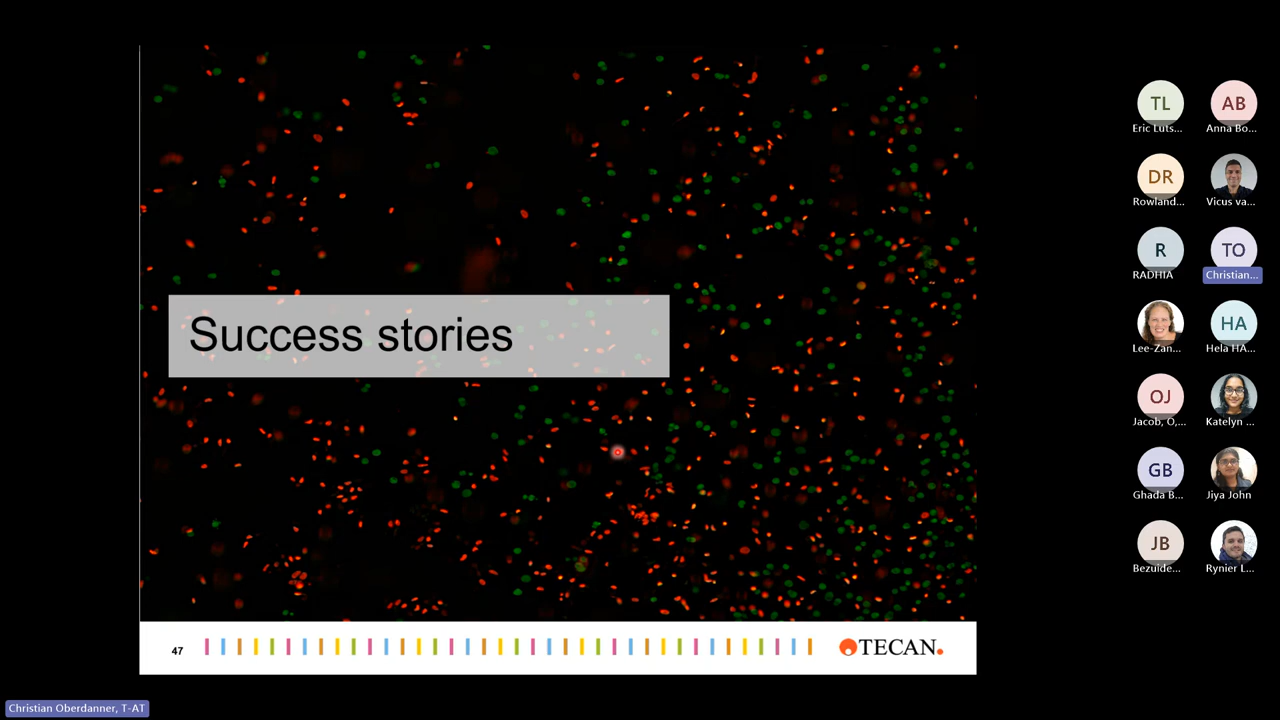 Success stories
47
TECAN.
TL
Eric Luts...
AB
Anna Bo...
DR
Rowland...
Vicus va...
R
RADHIA
TO
Christian...
Lee-Zan...
HA
Hela HA...
OJ
Jacob, O,...
Katelyn ...
GB
Ghada B...
Jiya John
JB
Bezuide...
Rynier L...
Christian Oberdanner, T-AT